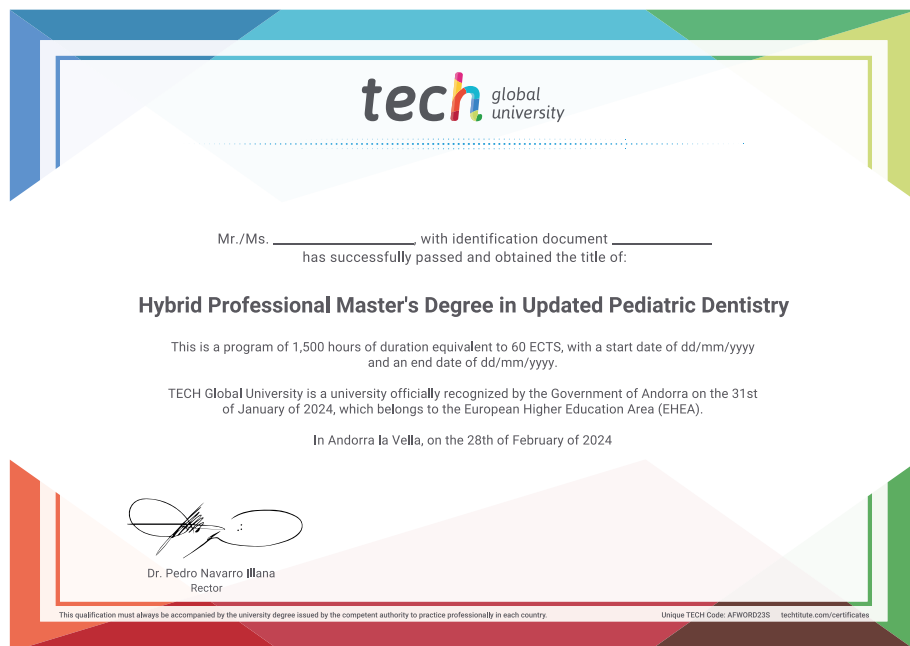 tech global university
Mr./Ms. ________________, with identification document ____________
has successfully passed and obtained the title of:
Hybrid Professional Master's Degree in Updated Pediatric Dentistry
This is a program of 1,500 hours of duration equivalent to 60 ECTS, with a start date of dd/mm/yyyy
and an end date of dd/mm/yyyy.
TECH Global University is a university officially recognized by the Government of Andorra on the 31st
of January of 2024, which belongs to the European Higher Education Area (EHEA).
In Andorra la Vella, on the 28th of February of 2024
Dr. Pedro Navarro Illana
Rector
This qualification must always be accompanied by the university degree issued by the competent authority to practice professionally in each country.
Unique TECH Code: AFWORD23S techtitute.com/certificates